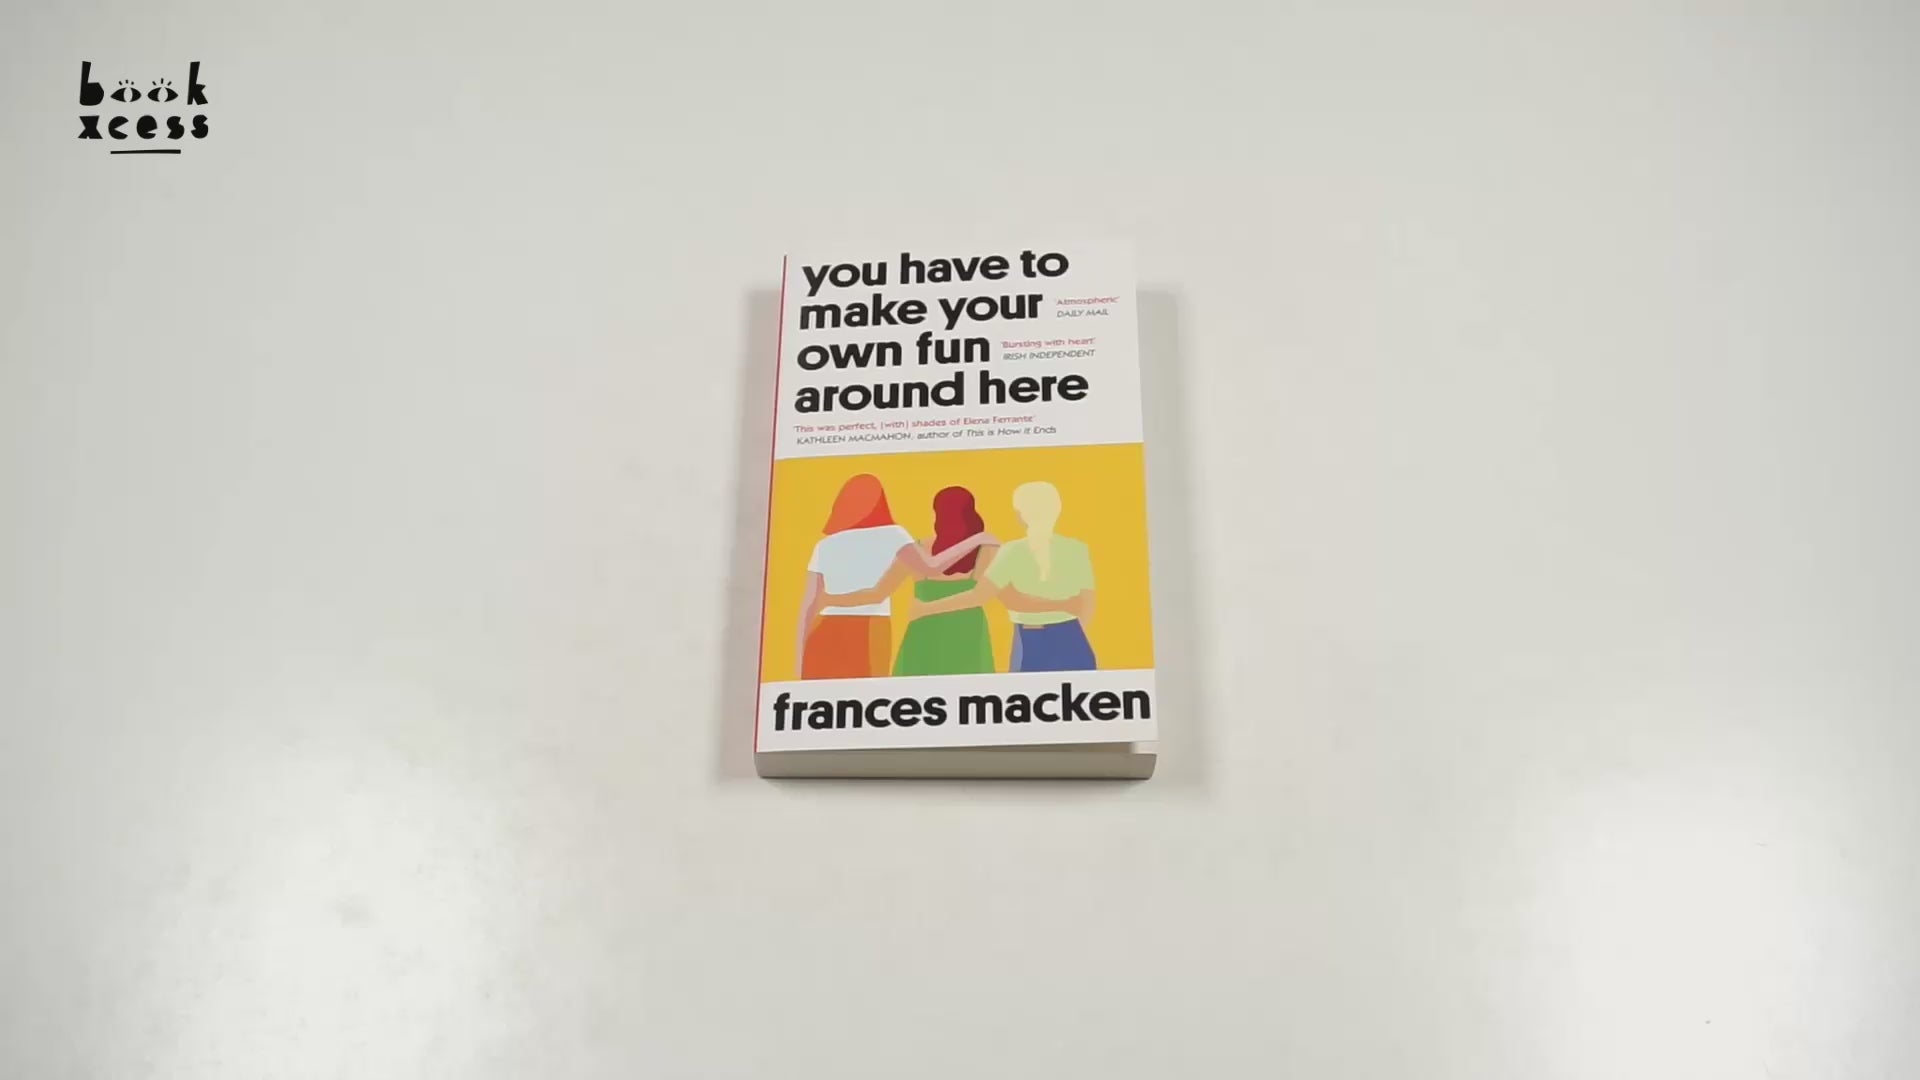 book
xcess
you have to
make your
'Atmospheric'
DAILY MAIL
own fun
'Bursting with heart'
IRISH INDEPENDENT
around here
'This was perfect, (with) shades of Elena Ferrante'
KATHLEEN MACMAHON, author of This is How it Ends
frances macken